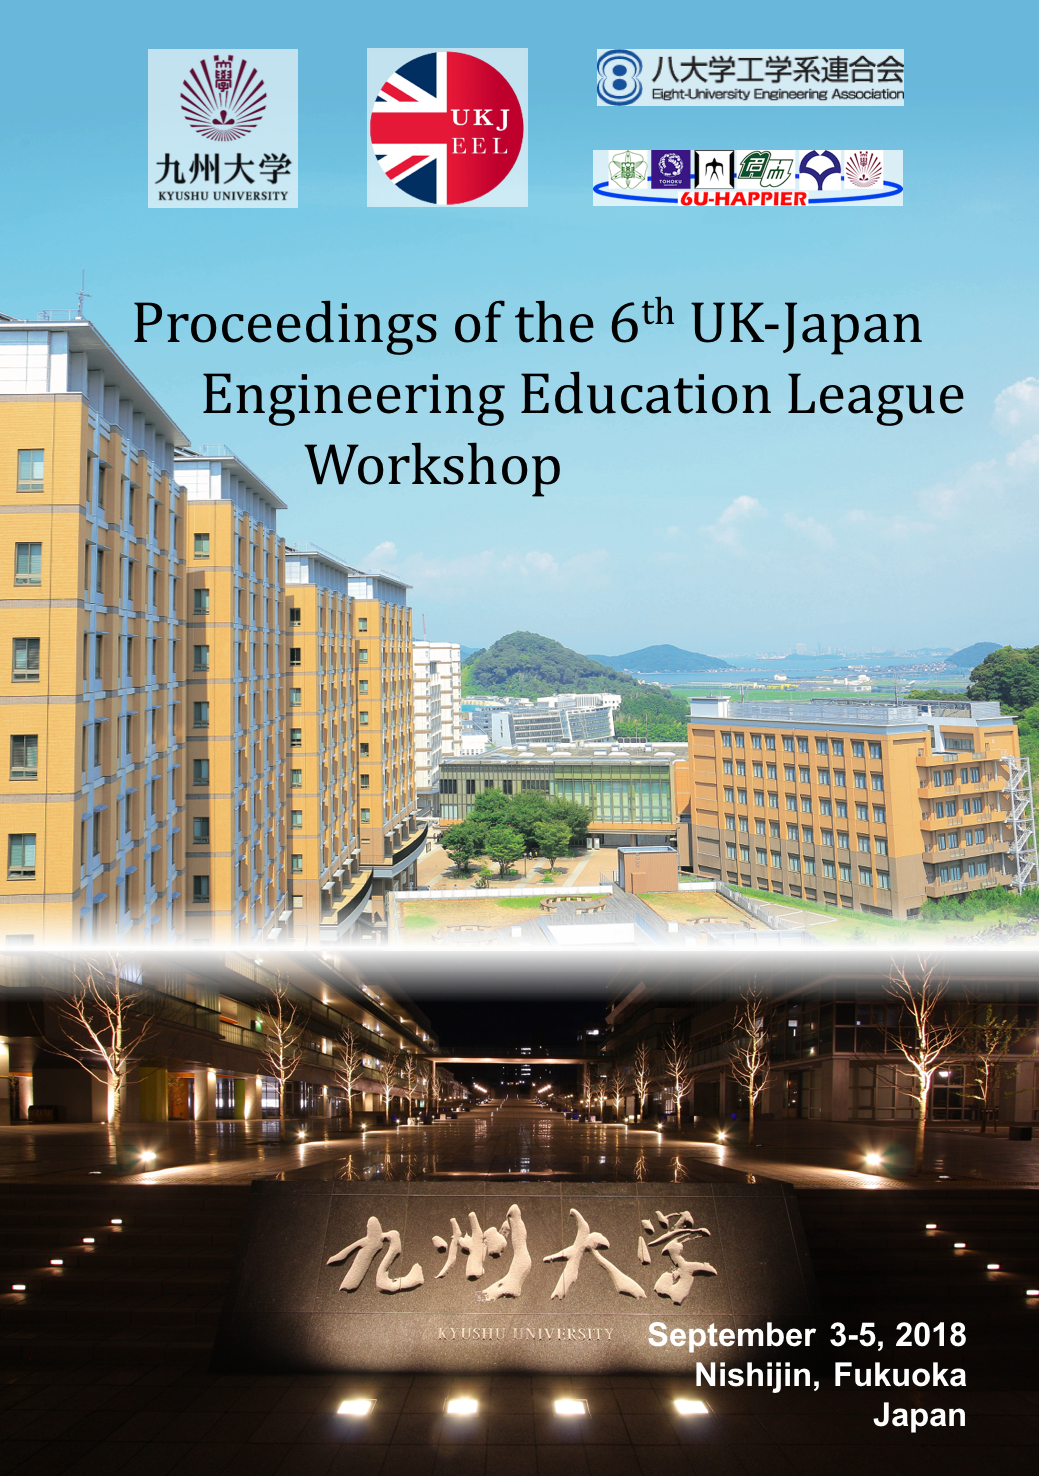 九州大学
KYUSHU UNIVERSITY
UKJ
EEL
八大学工学系連合会
Eight-University Engineering Association
TOHOKU
6U-HAPPIER
Proceedings of the 6th UK-Japan
Engineering Education League
Workshop
九州大学
KYUSHU UNIVERSITY
September 3-5, 2018
Nishijin, Fukuoka
Japan